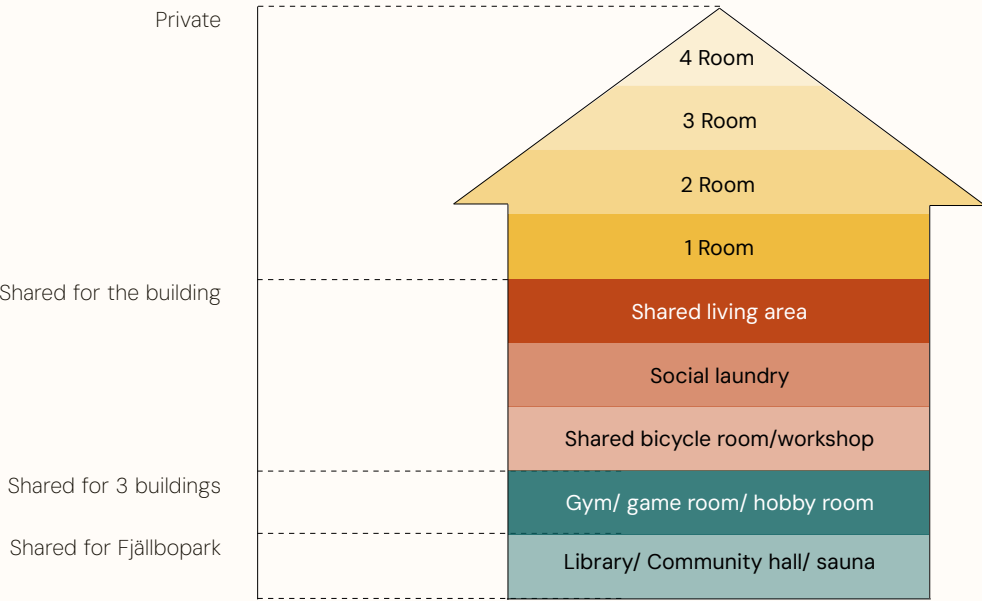 Private
4 Room
3 Room
2 Room
1 Room
Shared for the building
Shared living area
Social laundry
Shared bicycle room/workshop
Shared for 3 buildings
Gym/ game room/ hobby room
Shared for Fjällbopark
Library/ Community hall/ sauna